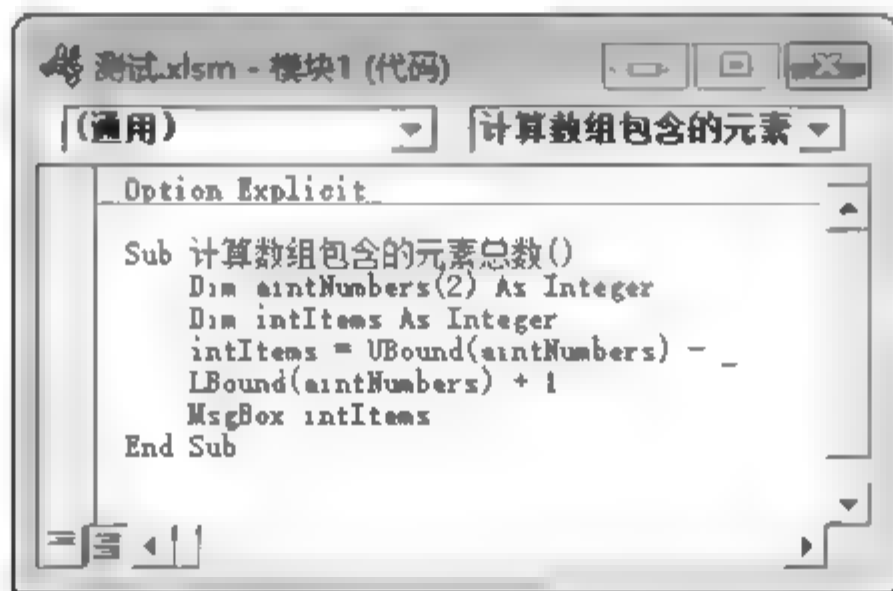 测试.xlsm - 模块1 (代码)
(通用)
计算数组包含的元素
Option Explicit
Sub 计算数组包含的元素总数()
Dim aintNumbers(2) As Integer
Dim intItems As Integer
intItems = UBound(aintNumbers) - _
LBound(aintNumbers) + 1
MsgBox intItems
End Sub